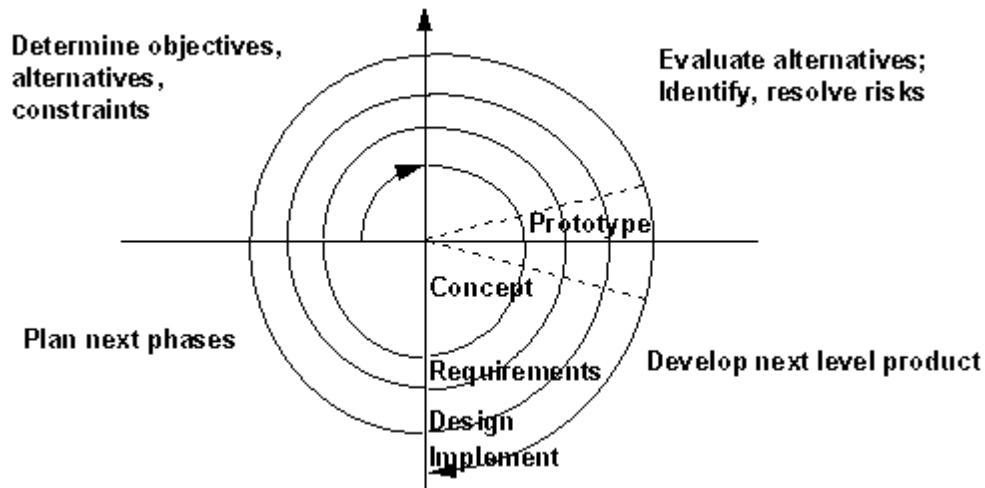 Determine objectives,
alternatives,
constraints
Evaluate alternatives;
Identify, resolve risks
Prototype
Concept
Plan next phases
Develop next level product
Requirements
Design
Implement